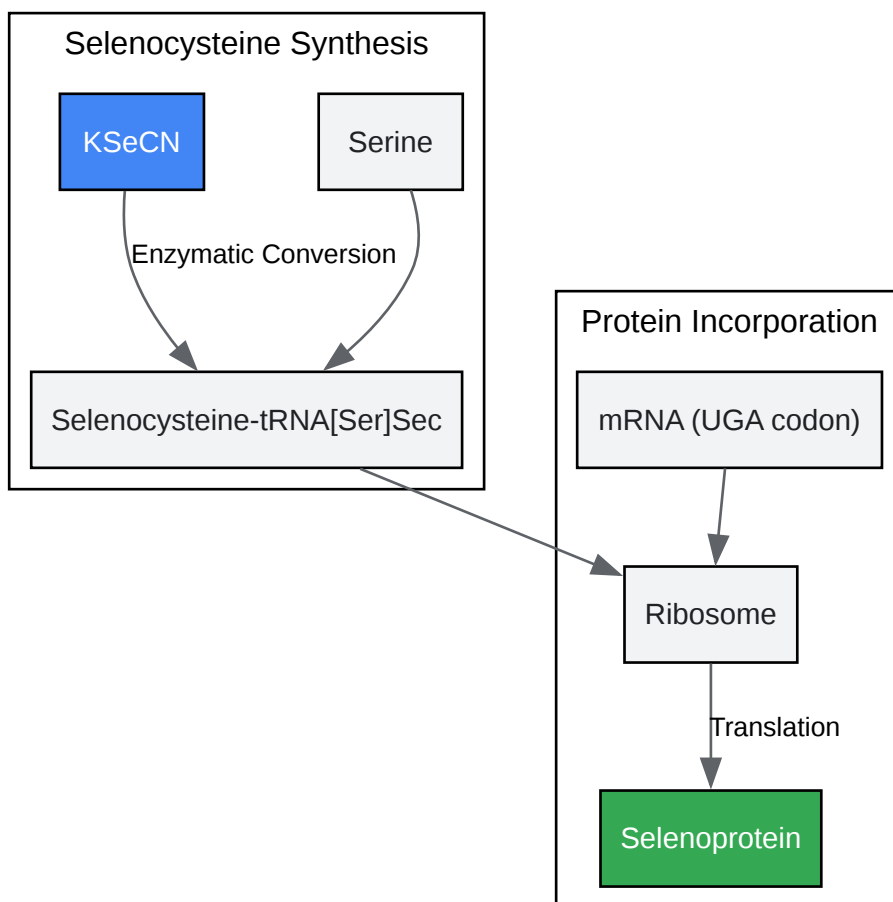 Selenocysteine Synthesis
KSeCN
Serine
Enzymatic Conversion
Selenocysteine-tRNA[Ser]Sec
Protein Incorporation
mRNA (UGA codon)
Ribosome
Translation
Selenoprotein